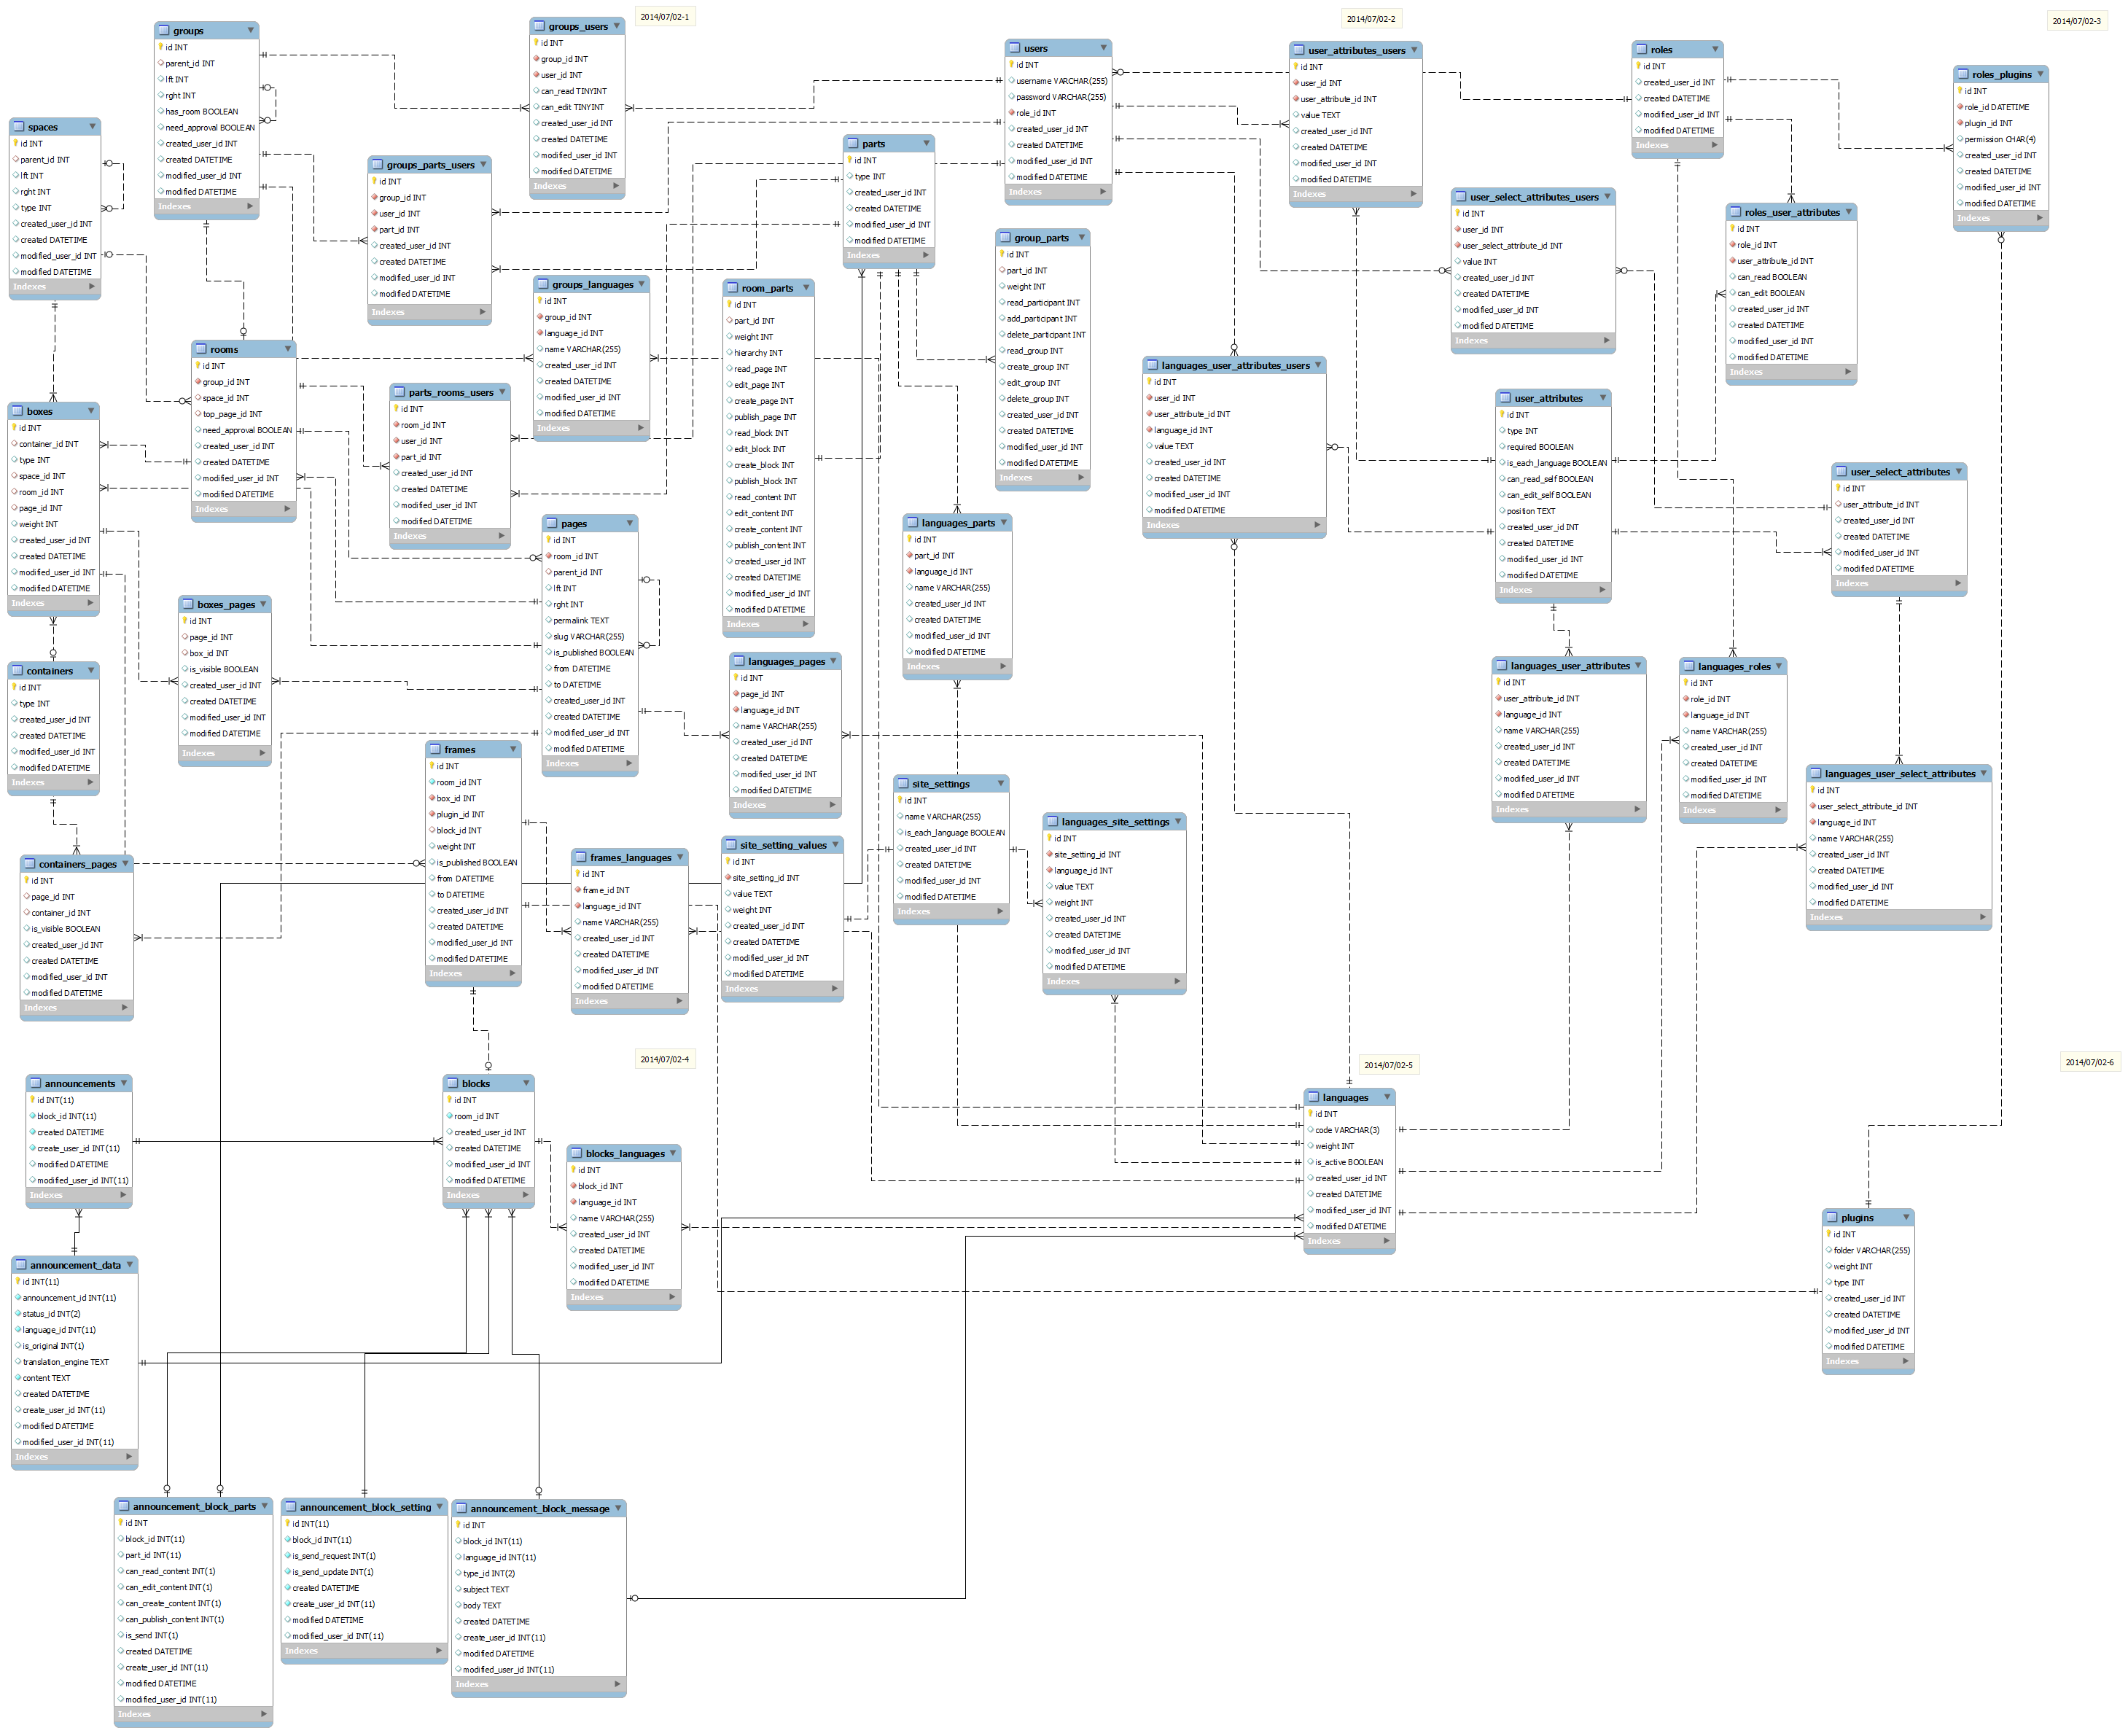 2014/07/02-1
2014/07/02-2
2014/07/02-3
groups
id INT
parent_id INT
lft INT
rght INT
has_room BOOLEAN
need_approval BOOLEAN
created_user_id INT
created DATETIME
modified_user_id INT
modified DATETIME
Indexes
groups_users
id INT
group_id INT
user_id INT
can_read TINYINT
can_edit TINYINT
created_user_id INT
created DATETIME
modified_user_id INT
modified DATETIME
Indexes
users
id INT
username VARCHAR(255)
password VARCHAR(255)
role_id INT
created_user_id INT
created DATETIME
modified_user_id INT
modified DATETIME
Indexes
user_attributes_users
id INT
user_id INT
user_attribute_id INT
value TEXT
created_user_id INT
created DATETIME
modified_user_id INT
modified DATETIME
Indexes
roles
id INT
created_user_id INT
created DATETIME
modified_user_id INT
modified DATETIME
Indexes
roles_plugins
id INT
role_id DATETIME
plugin_id INT
permission CHAR(4)
created_user_id INT
created DATETIME
modified_user_id INT
modified DATETIME
Indexes
spaces
id INT
parent_id INT
lft INT
rght INT
type INT
created_user_id INT
created DATETIME
modified_user_id INT
modified DATETIME
Indexes
groups_parts_users
id INT
group_id INT
user_id INT
part_id INT
created_user_id INT
created DATETIME
modified_user_id INT
modified DATETIME
Indexes
parts
id INT
type INT
created_user_id INT
created DATETIME
modified_user_id INT
modified DATETIME
Indexes
user_select_attributes_users
id INT
user_id INT
user_select_attribute_id INT
value INT
created_user_id INT
created DATETIME
modified_user_id INT
modified DATETIME
Indexes
roles_user_attributes
id INT
role_id INT
user_attribute_id INT
can_read BOOLEAN
can_edit BOOLEAN
created_user_id INT
created DATETIME
modified_user_id INT
modified DATETIME
Indexes
group_parts
id INT
part_id INT
weight INT
read_participant INT
add_participant INT
delete_participant INT
read_group INT
create_group INT
edit_group INT
delete_group INT
created_user_id INT
created DATETIME
modified_user_id INT
modified DATETIME
Indexes
groups_languages
id INT
group_id INT
language_id INT
name VARCHAR(255)
created_user_id INT
created DATETIME
modified_user_id INT
modified DATETIME
Indexes
room_parts
id INT
part_id INT
weight INT
hierarchy INT
read_page INT
edit_page INT
create_page INT
publish_page INT
read_block INT
edit_block INT
create_block INT
publish_block INT
read_content INT
edit_content INT
create_content INT
publish_content INT
created_user_id INT
created DATETIME
modified_user_id INT
modified DATETIME
Indexes
rooms
id INT
group_id INT
space_id INT
top_page_id INT
need_approval BOOLEAN
created_user_id INT
created DATETIME
modified_user_id INT
modified DATETIME
Indexes
languages_user_attributes_users
id INT
user_id INT
user_attribute_id INT
language_id INT
value TEXT
created_user_id INT
created DATETIME
modified_user_id INT
modified DATETIME
Indexes
parts_rooms_users
id INT
room_id INT
user_id INT
part_id INT
created_user_id INT
created DATETIME
modified_user_id INT
modified DATETIME
Indexes
user_attributes
id INT
type INT
required BOOLEAN
is_each_language BOOLEAN
can_read_self BOOLEAN
can_edit_self BOOLEAN
position TEXT
created_user_id INT
created DATETIME
modified_user_id INT
modified DATETIME
Indexes
boxes
id INT
container_id INT
type INT
space_id INT
room_id INT
page_id INT
weight INT
created_user_id INT
created DATETIME
modified_user_id INT
modified DATETIME
Indexes
user_select_attributes
id INT
user_attribute_id INT
created_user_id INT
created DATETIME
modified_user_id INT
modified DATETIME
Indexes
pages
id INT
room_id INT
parent_id INT
lft INT
rght INT
permalink TEXT
slug VARCHAR(255)
is_published BOOLEAN
from DATETIME
to DATETIME
created_user_id INT
created DATETIME
modified_user_id INT
modified DATETIME
Indexes
languages_parts
id INT
part_id INT
language_id INT
name VARCHAR(255)
created_user_id INT
created DATETIME
modified_user_id INT
modified DATETIME
Indexes
boxes_pages
id INT
page_id INT
box_id INT
is_visible BOOLEAN
created_user_id INT
created DATETIME
modified_user_id INT
modified DATETIME
Indexes
containers
id INT
type INT
created_user_id INT
created DATETIME
modified_user_id INT
modified DATETIME
Indexes
languages_pages
id INT
page_id INT
language_id INT
name VARCHAR(255)
created_user_id INT
created DATETIME
modified_user_id INT
modified DATETIME
Indexes
languages_user_attributes
id INT
user_attribute_id INT
language_id INT
name VARCHAR(255)
created_user_id INT
created DATETIME
modified_user_id INT
modified DATETIME
Indexes
languages_roles
id INT
role_id INT
language_id INT
name VARCHAR(255)
created_user_id INT
created DATETIME
modified_user_id INT
modified DATETIME
Indexes
frames
id INT
room_id INT
box_id INT
plugin_id INT
block_id INT
weight INT
is_published BOOLEAN
from DATETIME
to DATETIME
created_user_id INT
created DATETIME
modified_user_id INT
modified DATETIME
Indexes
languages_user_select_attributes
id INT
user_select_attribute_id INT
language_id INT
name VARCHAR(255)
created_user_id INT
created DATETIME
modified_user_id INT
modified DATETIME
Indexes
site_settings
id INT
name VARCHAR(255)
is_each_language BOOLEAN
created_user_id INT
created DATETIME
modified_user_id INT
modified DATETIME
Indexes
languages_site_settings
id INT
site_setting_id INT
language_id INT
value TEXT
weight INT
created_user_id INT
created DATETIME
modified_user_id INT
modified DATETIME
Indexes
site_setting_values
id INT
site_setting_id INT
value TEXT
weight INT
created_user_id INT
created DATETIME
modified_user_id INT
modified DATETIME
Indexes
frames_languages
id INT
frame_id INT
language_id INT
name VARCHAR(255)
created_user_id INT
created DATETIME
modified_user_id INT
modified DATETIME
Indexes
containers_pages
id INT
page_id INT
container_id INT
is_visible BOOLEAN
created_user_id INT
created DATETIME
modified_user_id INT
modified DATETIME
Indexes
2014/07/02-4
2014/07/02-5
2014/07/02-6
announcements
id INT(11)
block_id INT(11)
created DATETIME
create_user_id INT(11)
modified DATETIME
modified_user_id INT(11)
Indexes
blocks
id INT
room_id INT
created_user_id INT
created DATETIME
modified_user_id INT
modified DATETIME
Indexes
languages
id INT
code VARCHAR(3)
weight INT
is_active BOOLEAN
created_user_id INT
created DATETIME
modified_user_id INT
modified DATETIME
Indexes
blocks_languages
id INT
block_id INT
language_id INT
name VARCHAR(255)
created_user_id INT
created DATETIME
modified_user_id INT
modified DATETIME
Indexes
plugins
id INT
folder VARCHAR(255)
weight INT
type INT
created_user_id INT
created DATETIME
modified_user_id INT
modified DATETIME
Indexes
announcement_data
id INT(11)
announcement_id INT(11)
status_id INT(2)
language_id INT(11)
is_original INT(1)
translation_engine TEXT
content TEXT
created DATETIME
create_user_id INT(11)
modified DATETIME
modified_user_id INT(11)
Indexes
announcement_block_parts
id INT
block_id INT(11)
part_id INT(11)
can_read_content INT(1)
can_edit_content INT(1)
can_create_content INT(1)
can_publish_content INT(1)
is_send INT(1)
created DATETIME
create_user_id INT(11)
modified DATETIME
modified_user_id INT(11)
Indexes
announcement_block_setting
id INT(11)
block_id INT(11)
is_send_request INT(1)
is_send_update INT(1)
created DATETIME
create_user_id INT(11)
modified DATETIME
modified_user_id INT(11)
Indexes
announcement_block_message
id INT
block_id INT(11)
language_id INT(11)
type_id INT(2)
subject TEXT
body TEXT
created DATETIME
create_user_id INT(11)
modified DATETIME
modified_user_id INT(11)
Indexes